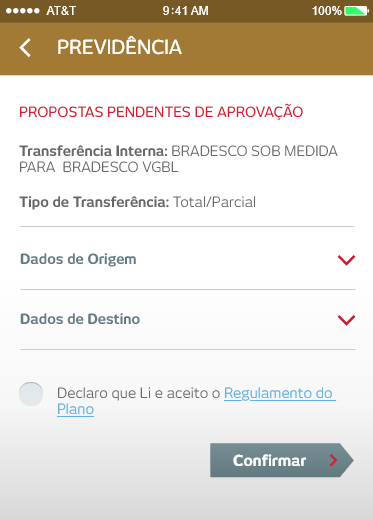 AT&T 9:41 AM 100%
PREVIDÊNCIA
PROPOSTAS PENDENTES DE APROVAÇÃO
Transferência Interna: BRADESCO SOB MEDIDA
PARA BRADESCO VGBL
Tipo de Transferência: Total/Parcial
Dados de Origem
Dados de Destino
Declaro que Li e aceito o Regulamento do
Plano
Confirmar